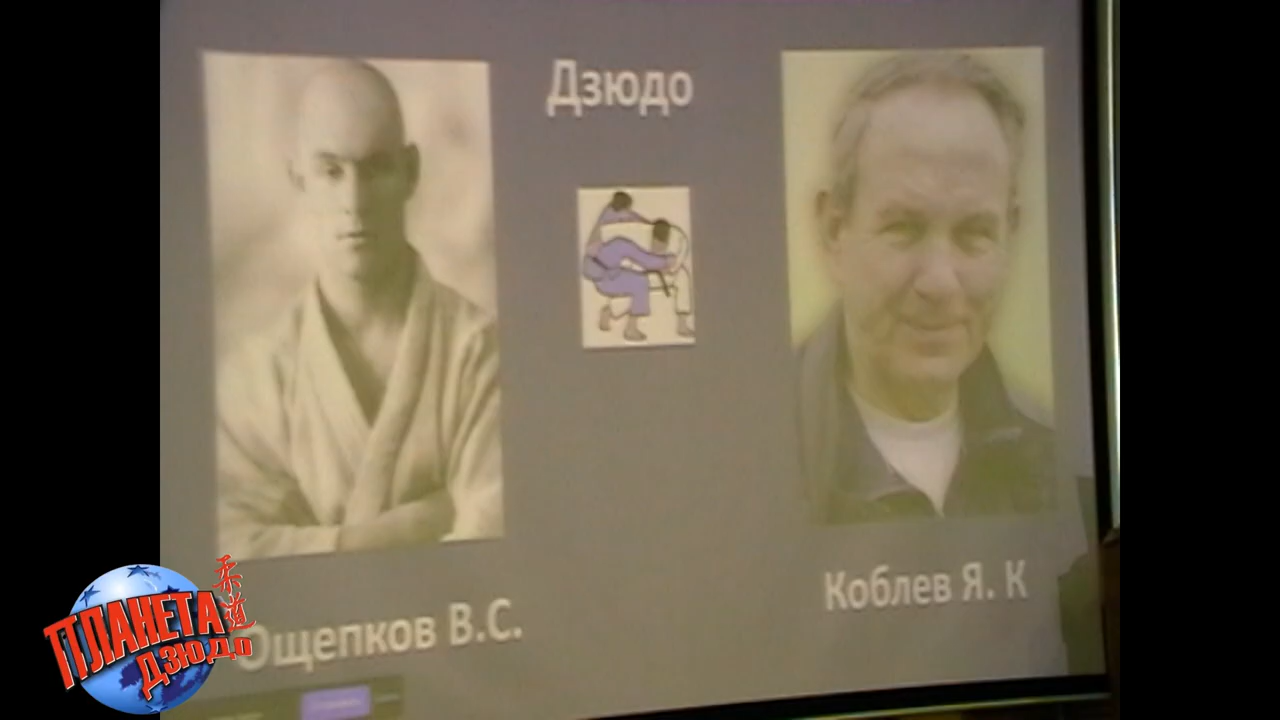 Дзюдо
Коблев Я. К
Ощепков В.С.
ПЛАНЕТА
ДЗЮДО
柔道